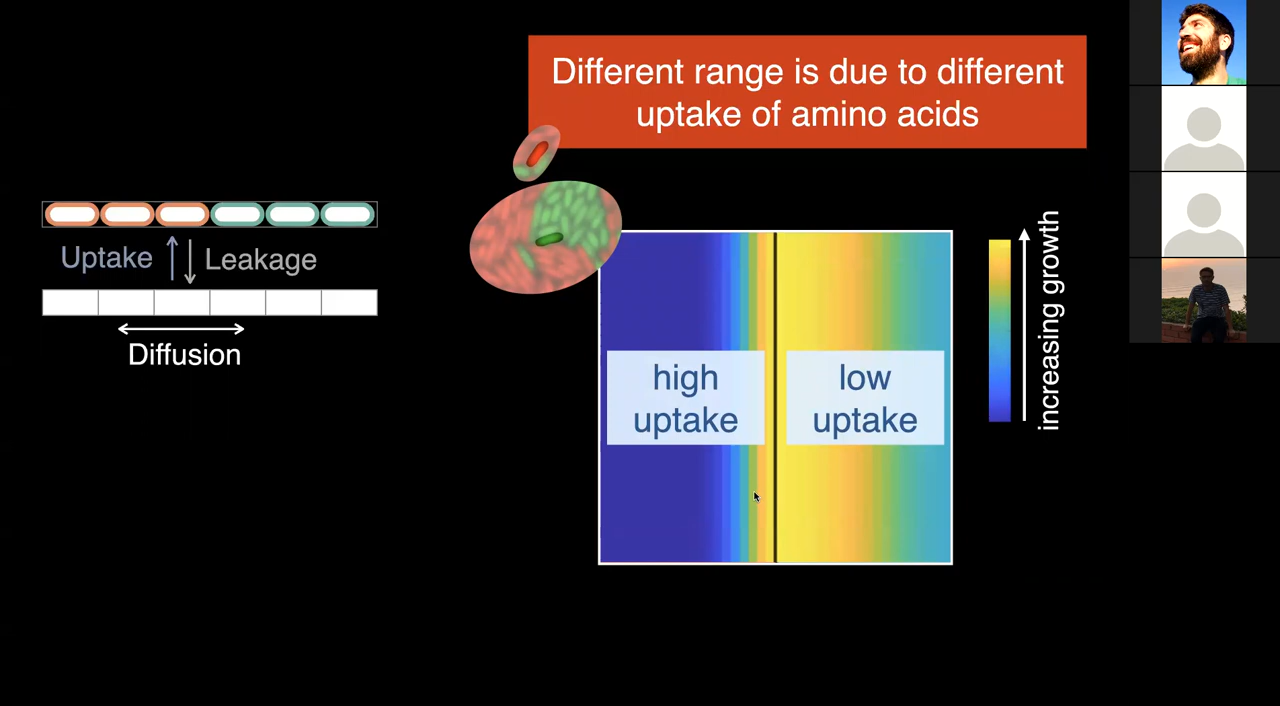 Different range is due to different
uptake of amino acids
Uptake
Leakage
Diffusion
high
uptake
low
uptake
increasing growth